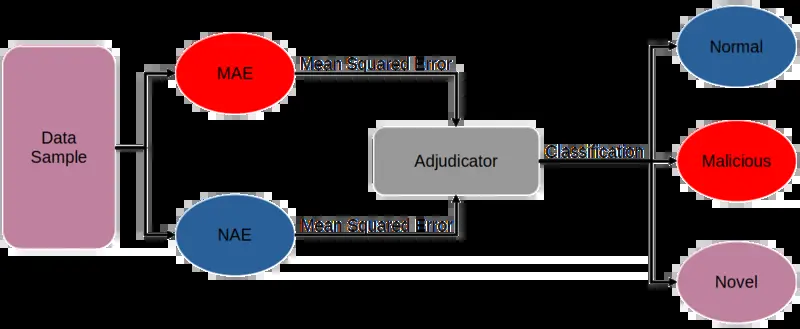 Data
Sample
MAE
Mean Squared Error
NAE
Mean Squared Error
Adjudicator
Classification
Normal
Malicious
Novel